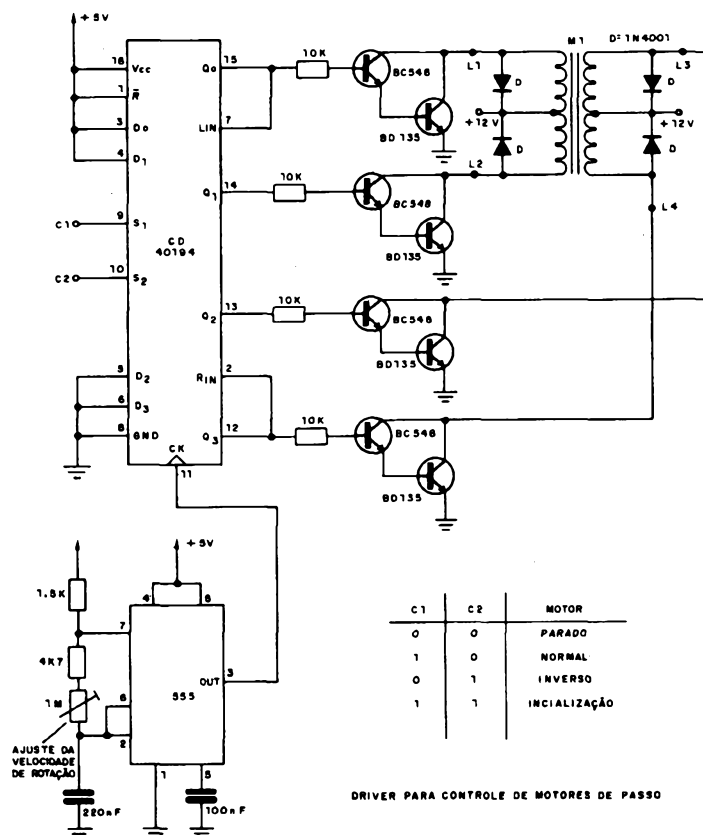 +5V
D=1N4001
16 Vcc
Q0 15
10K
BC548
L1
M1
L3
1 R̅
3 D0
LIN 7
BD135
+12V
D
D
+12V
D
D
4 D1
L2
Q1 14
10K
BC548
L4
C1 9 S1
BD135
CD
40194
C2 10 S2
Q2 13
10K
BC548
5 D2
RIN 2
BD135
6 D3
8 GND
Q3 12
10K
BC548
CK
11
BD135
+5V
1.5K
4 8
7
4K7
OUT 3
555
1M
6
2
AJUSTE DA
VELOCIDADE
DE ROTAÇÃO
1 5
220nF
100nF
C1 C2 MOTOR
0 0 PARADO
1 0 NORMAL
0 1 INVERSO
1 1 INCIALIZAÇÃO
DRIVER PARA CONTROLE DE MOTORES DE PASSO